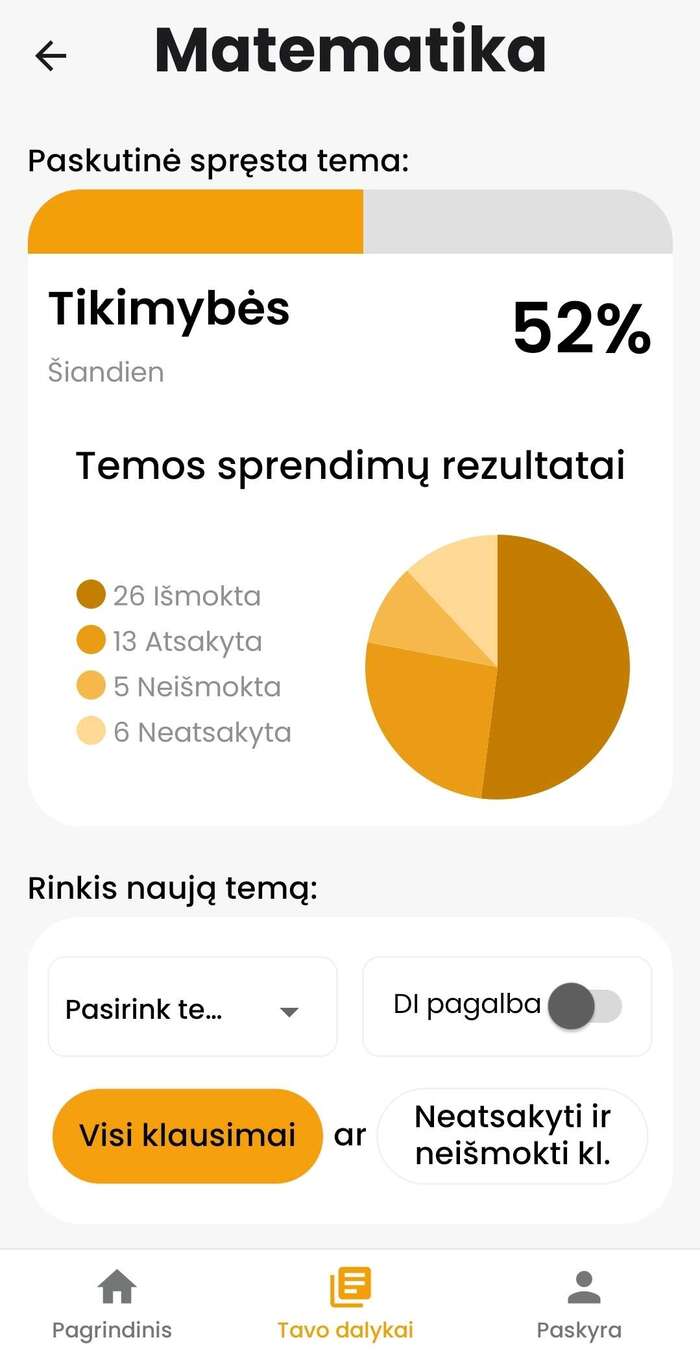 Matematika
Paskutinė spręsta tema:
Tikimybės
52%
Šiandien
Temos sprendimų rezultatai
26 Išmokta
13 Atsakyta
5 Neišmokta
6 Neatsakyta
Rinkis naują temą:
Pasirink te...
DI pagalba
Visi klausimai
ar
Neatsakyti ir
neišmokti kl.
Pagrindinis
Tavo dalykai
Paskyra